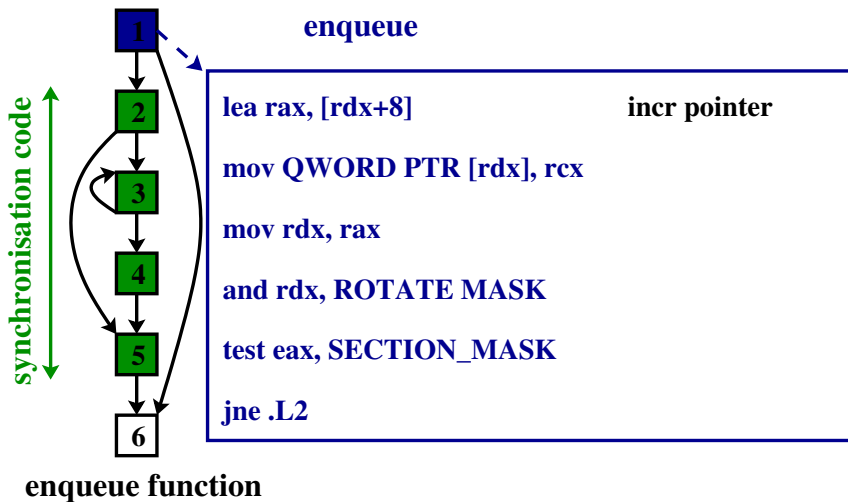 enqueue
1
2
3
4
5
6
synchronisation code
lea rax, [rdx+8] incr pointer
mov QWORD PTR [rdx], rcx
mov rdx, rax
and rdx, ROTATE MASK
test eax, SECTION_MASK
jne .L2
enqueue function